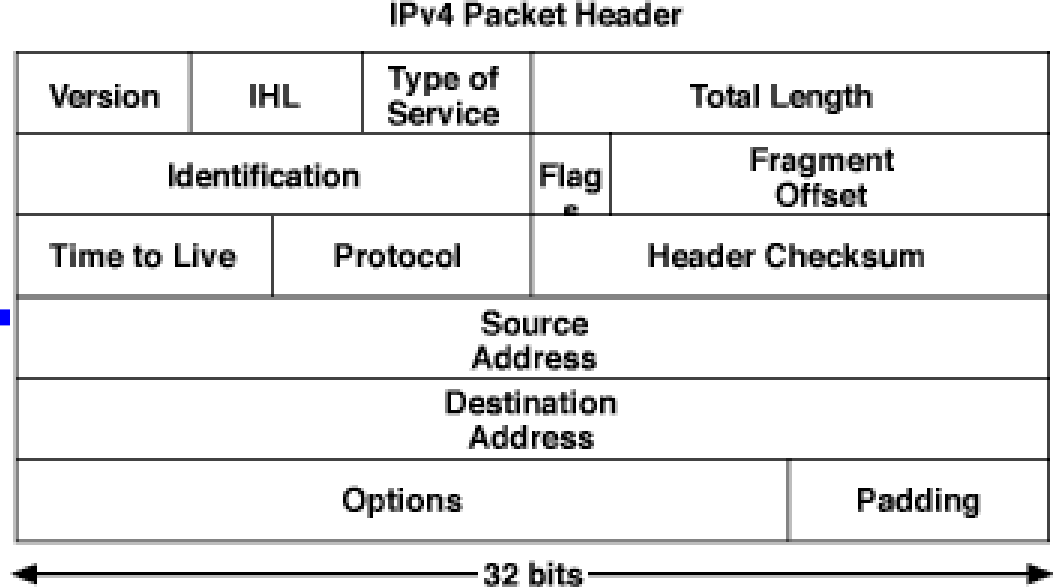 IPv4 Packet Header
Version IHL Type of Service Total Length
Identification Flag Fragment Offset
Time to Live Protocol Header Checksum
Source
Address
Destination
Address
Options Padding
32 bits